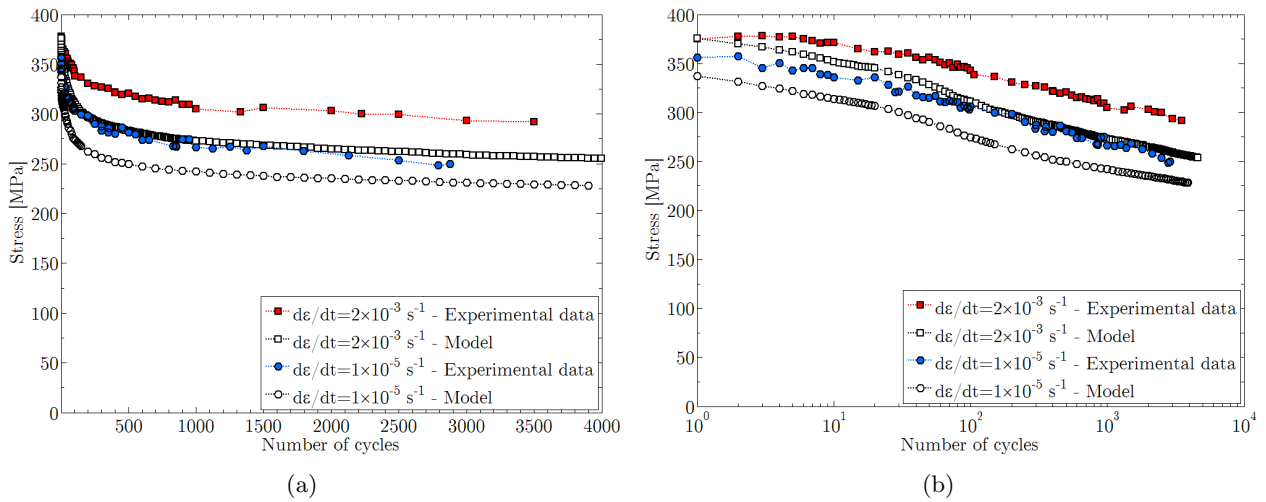 400
350
300
250
200
150
100
50
0
Stress [MPa]
500 1000 1500 2000 2500 3000 3500 4000
Number of cycles
dε/dt=2×10⁻³ s⁻¹ - Experimental data
dε/dt=2×10⁻³ s⁻¹ - Model
dε/dt=1×10⁻⁵ s⁻¹ - Experimental data
dε/dt=1×10⁻⁵ s⁻¹ - Model
(a)
400
350
300
250
200
150
100
50
0
Stress [MPa]
10⁰ 10¹ 10² 10³ 10⁴
Number of cycles
dε/dt=2×10⁻³ s⁻¹ - Experimental data
dε/dt=2×10⁻³ s⁻¹ - Model
dε/dt=1×10⁻⁵ s⁻¹ - Experimental data
dε/dt=1×10⁻⁵ s⁻¹ - Model
(b)